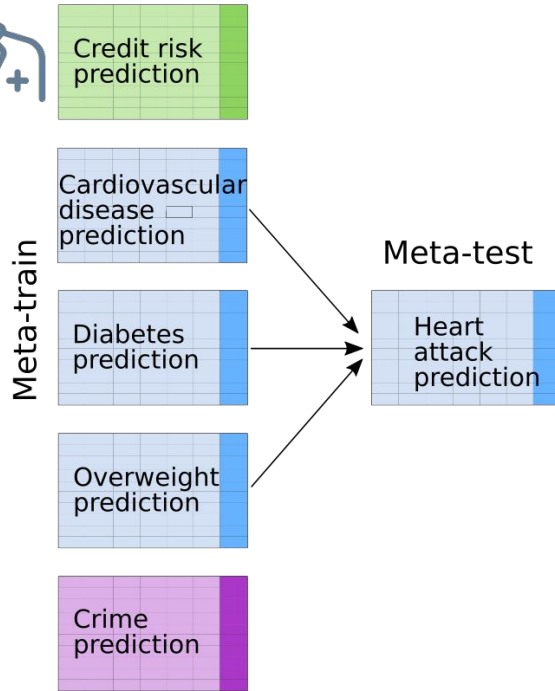 Credit risk
prediction
Cardiovascular
disease
prediction
Meta-train
Diabetes
prediction
Overweight
prediction
Crime
prediction
Meta-test
Heart
attack
prediction